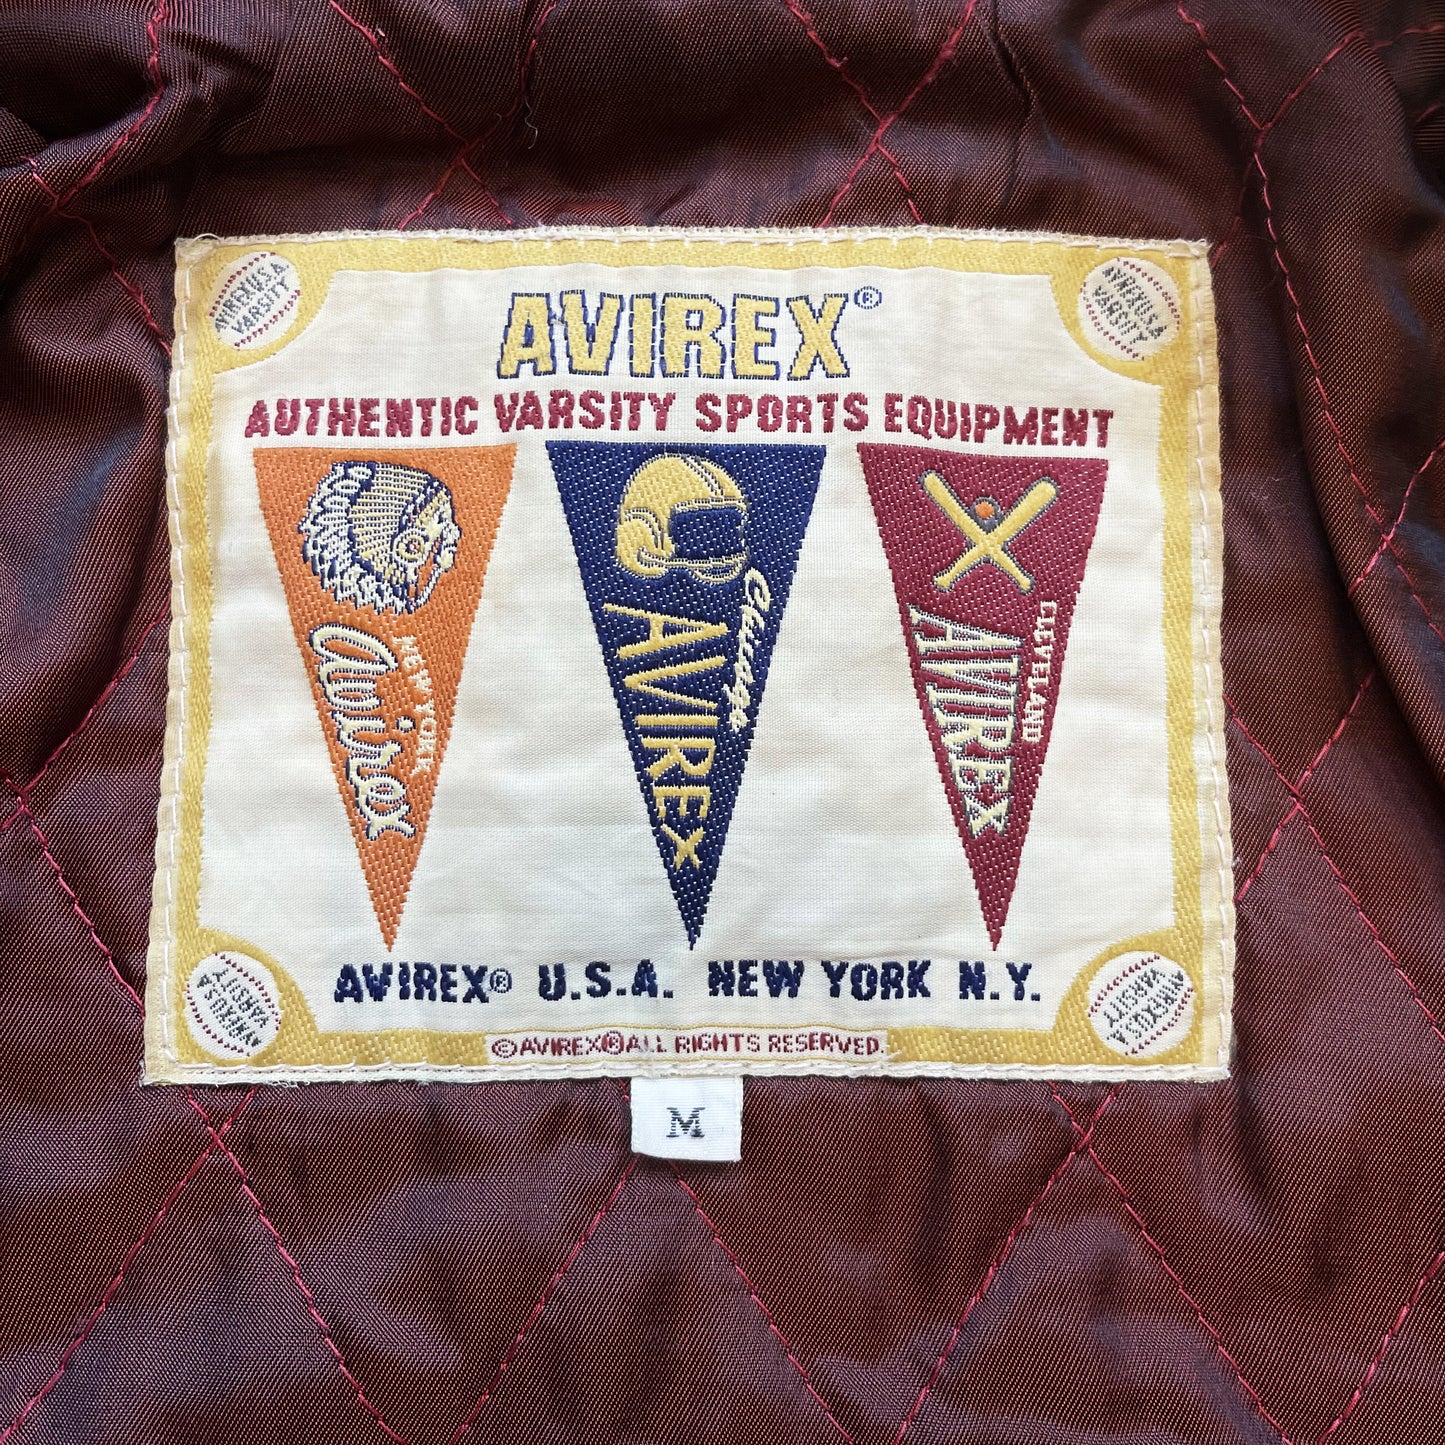 AVIREX®
AUTHENTIC VARSITY SPORTS EQUIPMENT
NEW YORK
Avirex
Chicago
AVIREX
CLEVELAND
AVIREX
AVIREX® U.S.A. NEW YORK N.Y.
©AVIREX®ALL RIGHTS RESERVED.
M